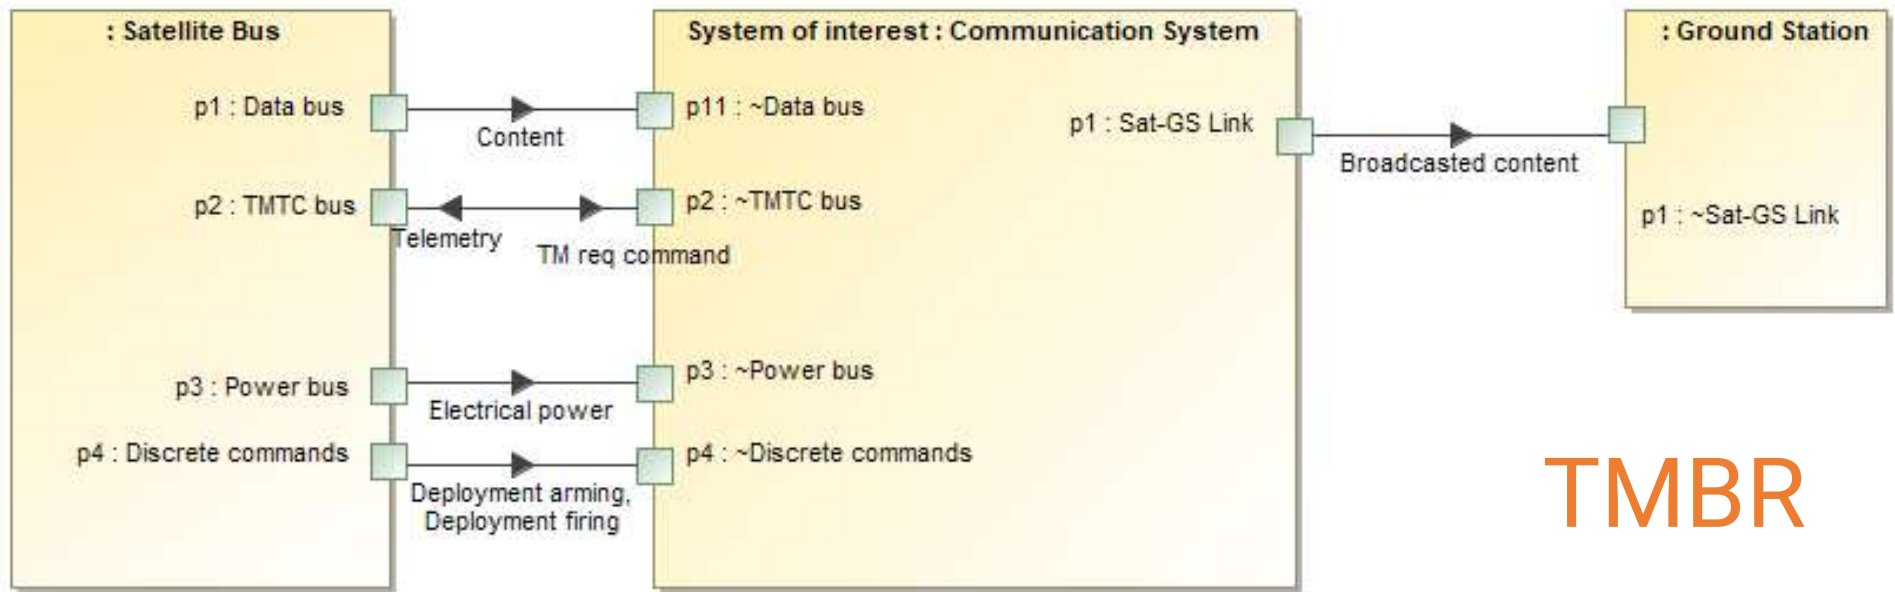 : Satellite Bus
p1 : Data bus
p2 : TMTC bus
p3 : Power bus
p4 : Discrete commands
Content
Telemetry
TM req command
Electrical power
Deployment arming,
Deployment firing
System of interest : Communication System
p11 : ~Data bus
p2 : ~TMTC bus
p3 : ~Power bus
p4 : ~Discrete commands
p1 : Sat-GS Link
Broadcasted content
: Ground Station
p1 : ~Sat-GS Link
TMBR